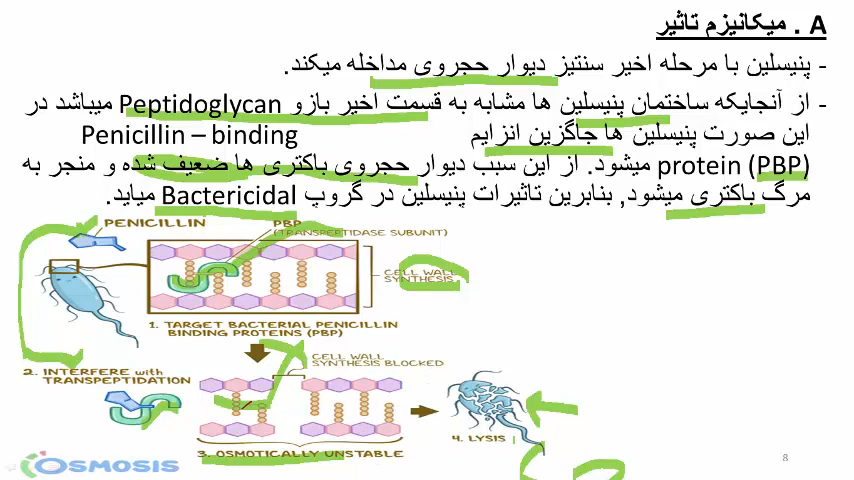 A . میکانیزم تاثیر
- پنیسلین با مرحله اخیر سنتیز دیوار حجروی مداخله میکند.
- از آنجایکه ساختمان پنیسلین ها مشابه به قسمت اخیر بازو Peptidoglycan میباشد در
این صورت پنیسلین ها جاگزین انزایم Penicillin – binding
protein (PBP) میشود. از این سبب دیوار حجروی باکتری ها ضعیف شده و منجر به
مرگ باکتری میشود, بنابرین تاثیرات پنیسلین در گروپ Bactericidal میاید.
PENICILLIN
PBP
(TRANSPEPTIDASE SUBUNIT)
CELL WALL
SYNTHESIS
1. TARGET BACTERIAL PENICILLIN
BINDING PROTEINS (PBP)
2. INTERFERE with
TRANSPEPTIDATION
CELL WALL
SYNTHESIS BLOCKED
3. OSMOTICALLY UNSTABLE
4. LYSIS
OSMOSIS
8